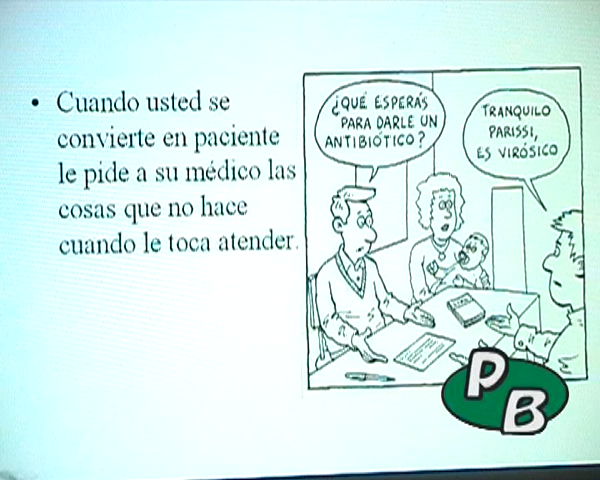 • Cuando usted se
convierte en paciente
le pide a su médico las
cosas que no hace
cuando le toca atender.
¿QUÉ ESPERÁS
PARA DARLE UN
ANTIBIÓTICO?
TRANQUILO
PARISSI,
ES VIRÓSICO
PB